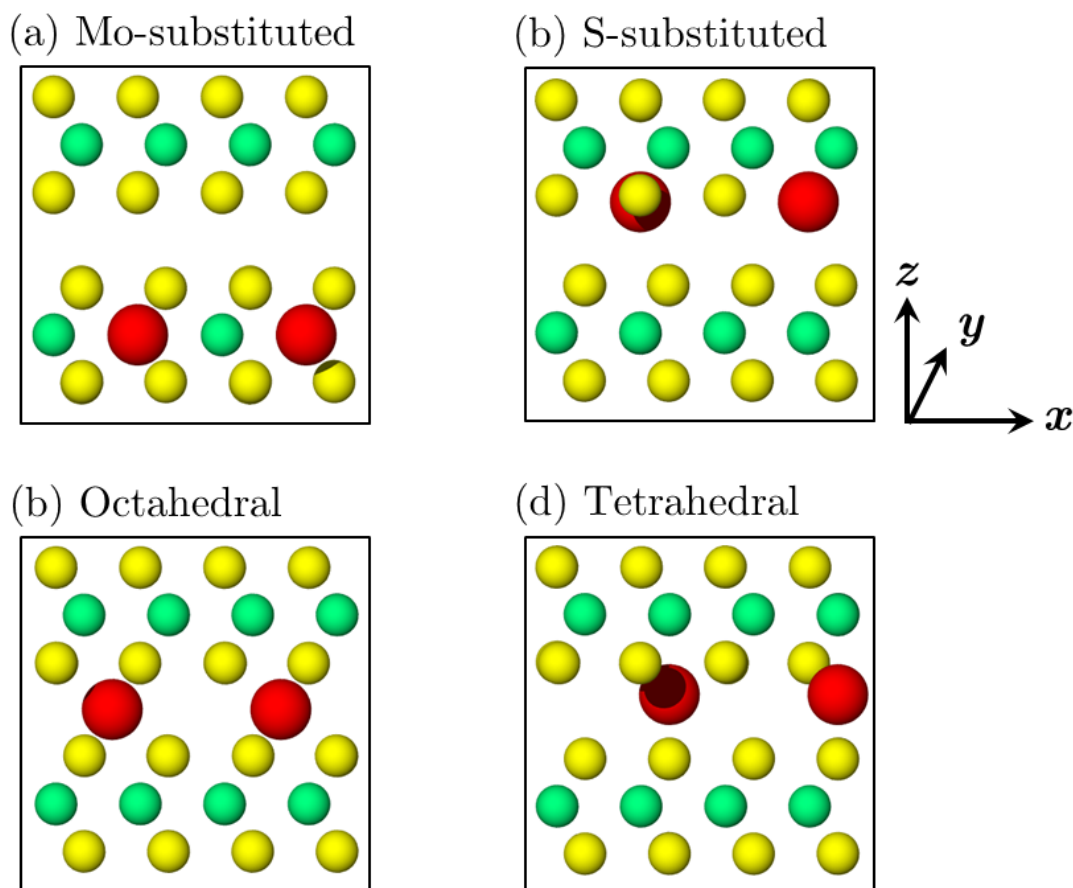 (a) Mo-substituted
(b) S-substituted
z
y
x
(b) Octahedral
(d) Tetrahedral